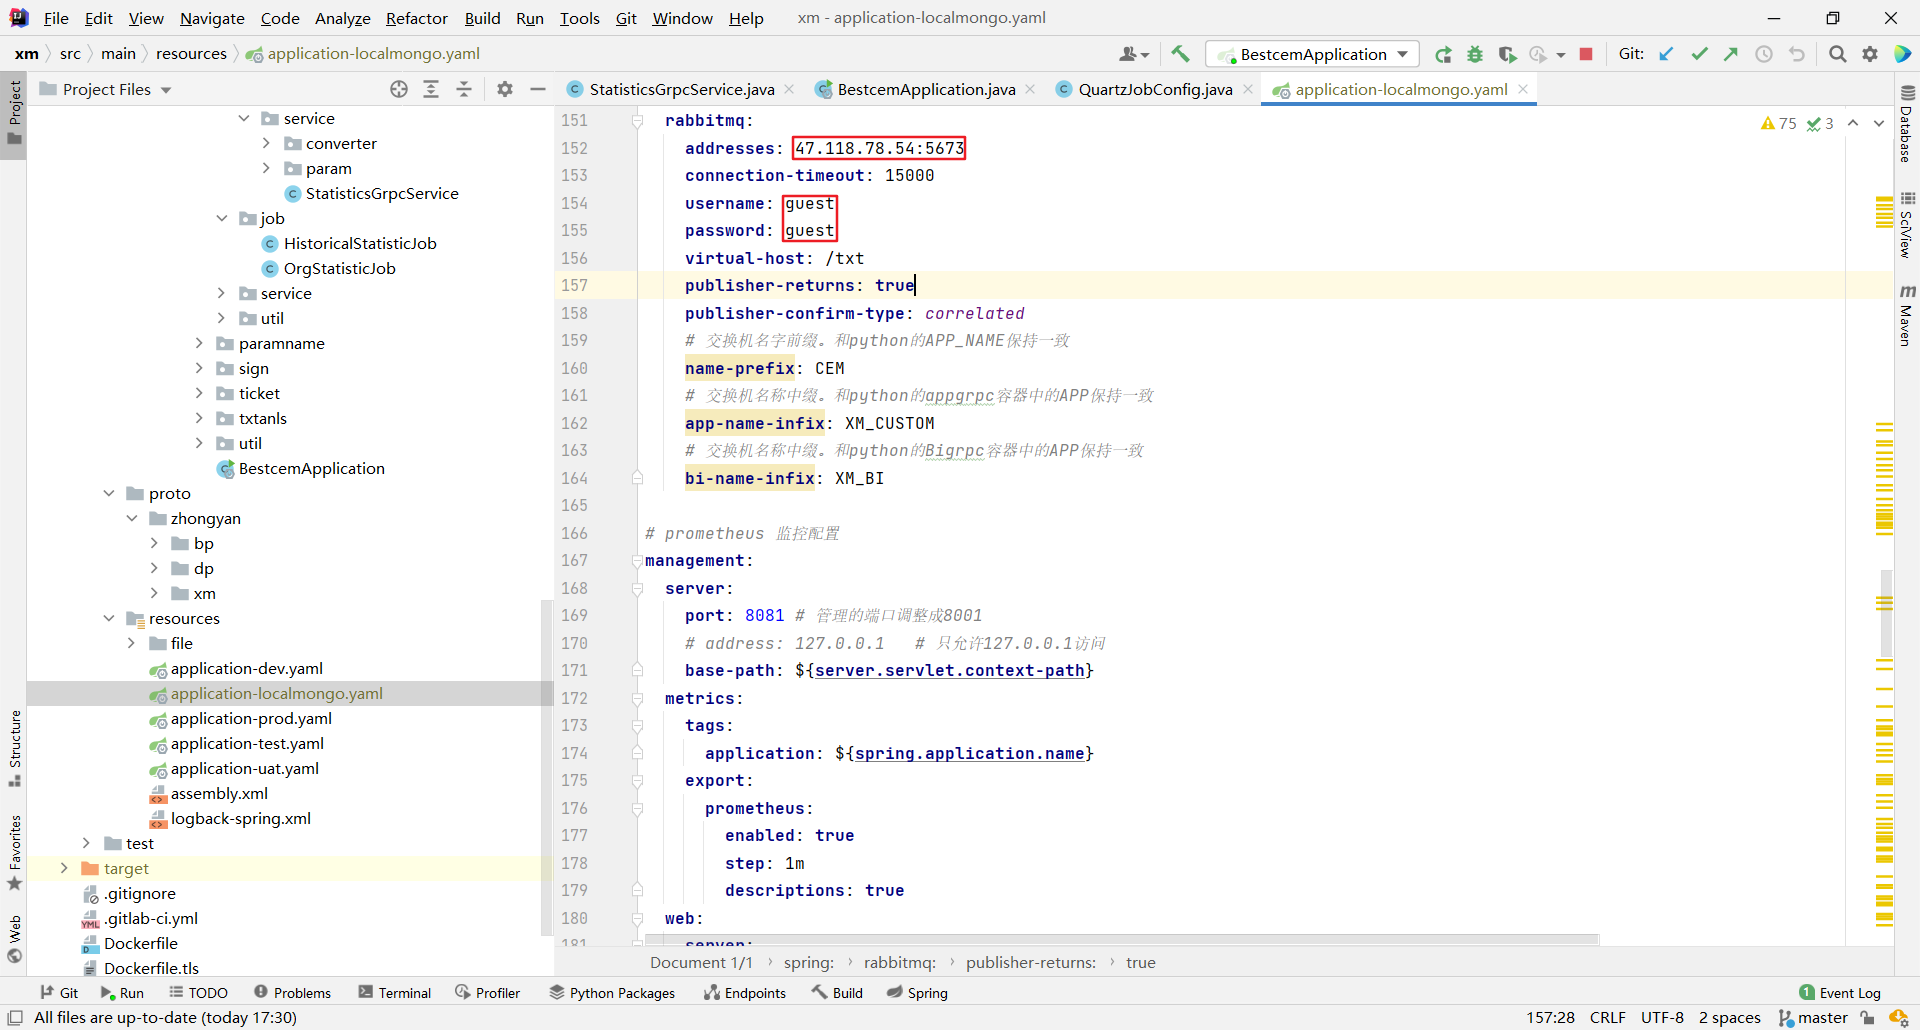 File Edit View Navigate Code Analyze Refactor Build Run Tools Git Window Help xm - application-localmongo.yaml
xm src main resources application-localmongo.yaml BestcemApplication Git:
Project Files
StatisticsGrpcService.java BestcemApplication.java QuartzJobConfig.java application-localmongo.yaml
Project
Structure
Favorites
Web
service
converter
param
StatisticsGrpcService
job
HistoricalStatisticJob
OrgStatisticJob
service
util
paramname
sign
ticket
txtanls
util
BestcemApplication
proto
zhongyan
bp
dp
xm
resources
file
application-dev.yaml
application-localmongo.yaml
application-prod.yaml
application-test.yaml
application-uat.yaml
assembly.xml
logback-spring.xml
test
target
.gitignore
.gitlab-ci.yml
Dockerfile
Dockerfile.tls
75 3
151 rabbitmq:
152 addresses: 47.118.78.54:5673
153 connection-timeout: 15000
154 username: guest
155 password: guest
156 virtual-host: /txt
157 publisher-returns: true
158 publisher-confirm-type: correlated
159 # 交换机名字前缀。和python的APP_NAME保持一致
160 name-prefix: CEM
161 # 交换机名称中缀。和python的appgrpc容器中的APP保持一致
162 app-name-infix: XM_CUSTOM
163 # 交换机名称中缀。和python的Bigrpc容器中的APP保持一致
164 bi-name-infix: XM_BI
165
166 # prometheus 监控配置
167 management:
168 server:
169 port: 8081 # 管理的端口调整成8001
170 # address: 127.0.0.1 # 只允许127.0.0.1访问
171 base-path: ${server.servlet.context-path}
172 metrics:
173 tags:
174 application: ${spring.application.name}
175 export:
176 prometheus:
177 enabled: true
178 step: 1m
179 descriptions: true
180 web:
181 server:
Database
SciView
Maven
Document 1/1 spring: rabbitmq: publisher-returns: true
Git Run TODO Problems Terminal Profiler Python Packages Endpoints Build Spring 1 Event Log
All files are up-to-date (today 17:30) 157:28 CRLF UTF-8 2 spaces master